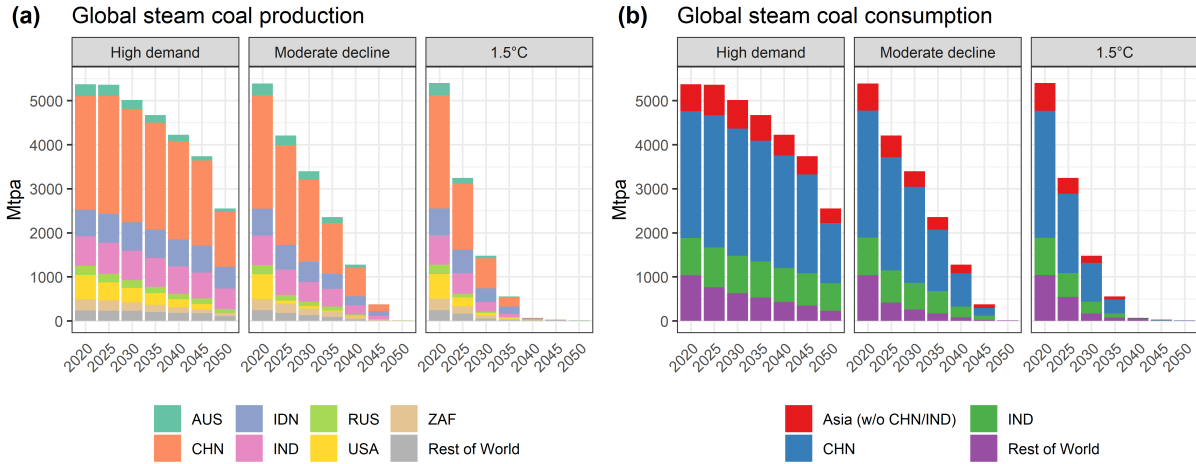 (a) Global steam coal production
High demand Moderate decline 1.5°C
Mtpa
5000
4000
3000
2000
1000
0
2020 2025 2030 2035 2040 2045 2050 2020 2025 2030 2035 2040 2045 2050 2020 2025 2030 2035 2040 2045 2050
AUS IDN RUS ZAF
CHN IND USA Rest of World
(b) Global steam coal consumption
High demand Moderate decline 1.5°C
Mtpa
5000
4000
3000
2000
1000
0
2020 2025 2030 2035 2040 2045 2050 2020 2025 2030 2035 2040 2045 2050 2020 2025 2030 2035 2040 2045 2050
Asia (w/o CHN/IND) IND
CHN Rest of World